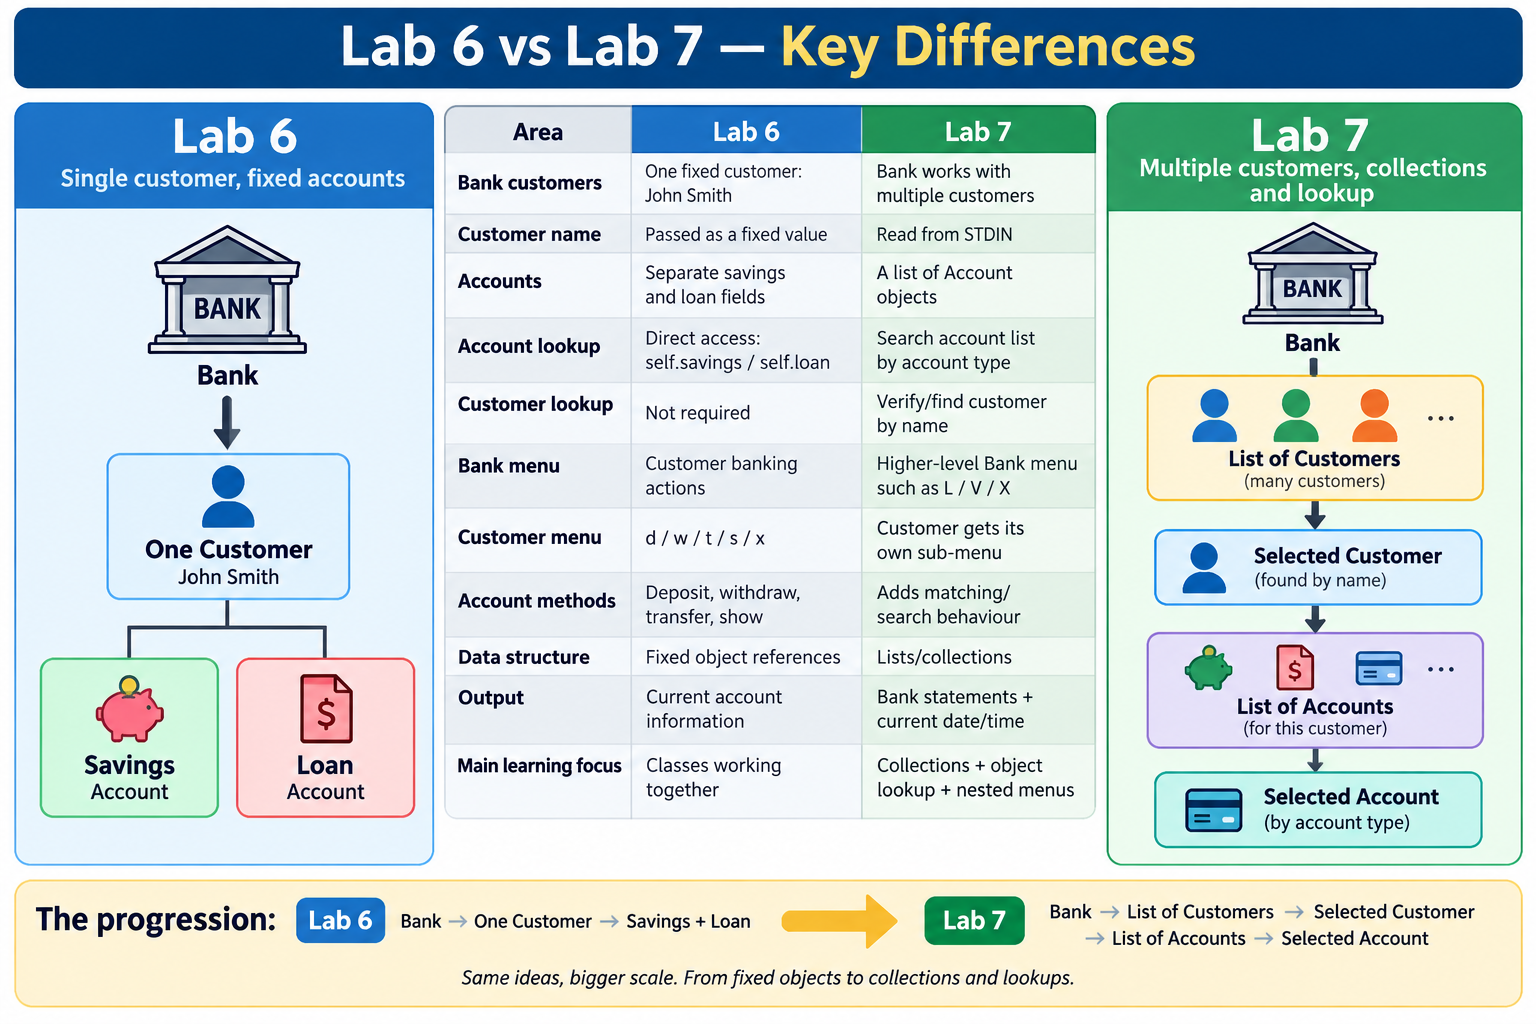 Lab 6 vs Lab 7 — Key Differences
Lab 6
Single customer, fixed accounts
BANK
Bank
One Customer
John Smith
Savings
Account
Loan
Account
Area
Lab 6
Lab 7
Bank customers
One fixed customer:
John Smith
Bank works with
multiple customers
Customer name
Passed as a fixed value
Read from STDIN
Accounts
Separate savings
and loan fields
A list of Account
objects
Account lookup
Direct access:
self.savings / self.loan
Search account list
by account type
Customer lookup
Not required
Verify/find customer
by name
Bank menu
Customer banking
actions
Higher-level Bank menu
such as L / V / X
Customer menu
d / w / t / s / x
Customer gets its
own sub-menu
Account methods
Deposit, withdraw,
transfer, show
Adds matching/
search behaviour
Data structure
Fixed object references
Lists/collections
Output
Current account
information
Bank statements +
current date/time
Main learning focus
Classes working
together
Collections + object
lookup + nested menus
Lab 7
Multiple customers, collections
and lookup
BANK
Bank
...
List of Customers
(many customers)
Selected Customer
(found by name)
$
...
List of Accounts
(for this customer)
Selected Account
(by account type)
$
The progression:
Lab 6
Bank → One Customer → Savings + Loan
Lab 7
Bank → List of Customers → Selected Customer
→ List of Accounts → Selected Account
Same ideas, bigger scale. From fixed objects to collections and lookups.